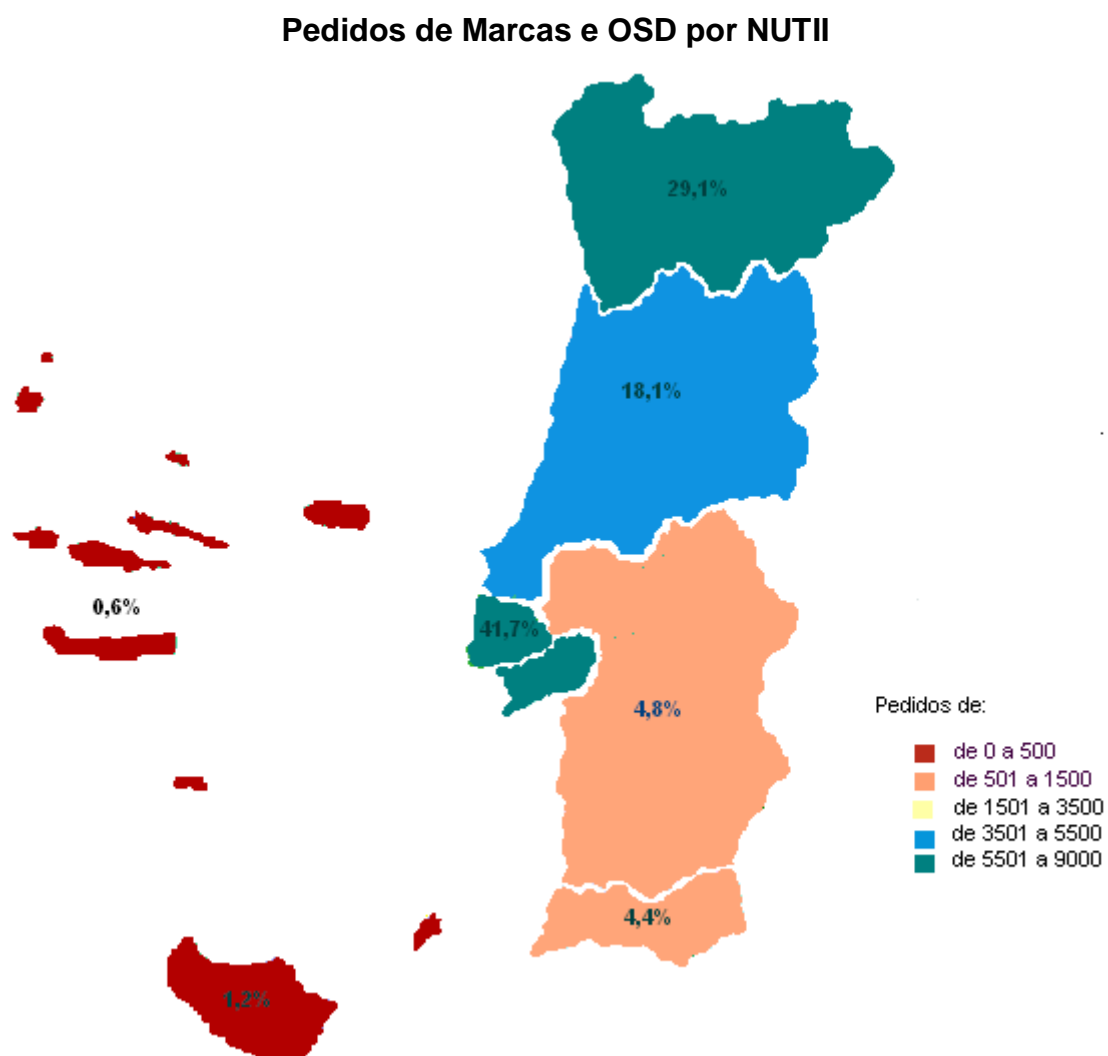 Pedidos de Marcas e OSD por NUTII
29,1%
18,1%
0,6%
41,7%
4,8%
Pedidos de:
de 0 a 500
de 501 a 1500
de 1501 a 3500
de 3501 a 5500
de 5501 a 9000
4,4%
1,2%